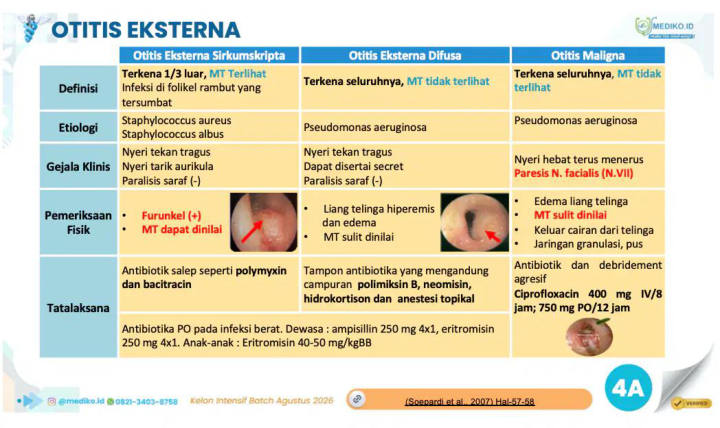 OTITIS EKSTERNA
MEDIKO.ID
Otitis Eksterna Sirkumskripta
Otitis Eksterna Difusa
Otitis Maligna
Definisi
Terkena 1/3 luar, MT Terlihat
Infeksi di folikel rambut yang
tersumbat
Terkena seluruhnya, MT tidak terlihat
Terkena seluruhnya, MT tidak
terlihat
Etiologi
Staphylococcus aureus
Staphylococcus albus
Pseudomonas aeruginosa
Pseudomonas aeruginosa
Gejala Klinis
Nyeri tekan tragus
Nyeri tarik aurikula
Paralisis saraf (-)
Nyeri tekan tragus
Dapat disertai secret
Paralisis saraf (-)
Nyeri hebat terus menerus
Paresis N. facialis (N.VII)
Pemeriksaan
Fisik
• Furunkel (+)
• MT dapat dinilai
• Liang telinga hiperemis
dan edema
• MT sulit dinilai
• Edema liang telinga
• MT sulit dinilai
• Keluar cairan dari telinga
• Jaringan granulasi, pus
Tatalaksana
Antibiotik salep seperti polymyxin
dan bacitracin
Tampon antibiotika yang mengandung
campuran polimiksin B, neomisin,
hidrokortison dan anestesi topikal
Antibiotik dan debridement
agresif
Ciprofloxacin 400 mg IV/8
jam; 750 mg PO/12 jam
Antibiotika PO pada infeksi berat. Dewasa : ampisillin 250 mg 4x1, eritromisin
250 mg 4x1. Anak-anak : Eritromisin 40-50 mg/kgBB
4A
@mediko.id 0821-3403-8758
Kelon Intensif Batch Agustus 2026
(Soepardi et al., 2007) Hal-57-58
VERIFIED